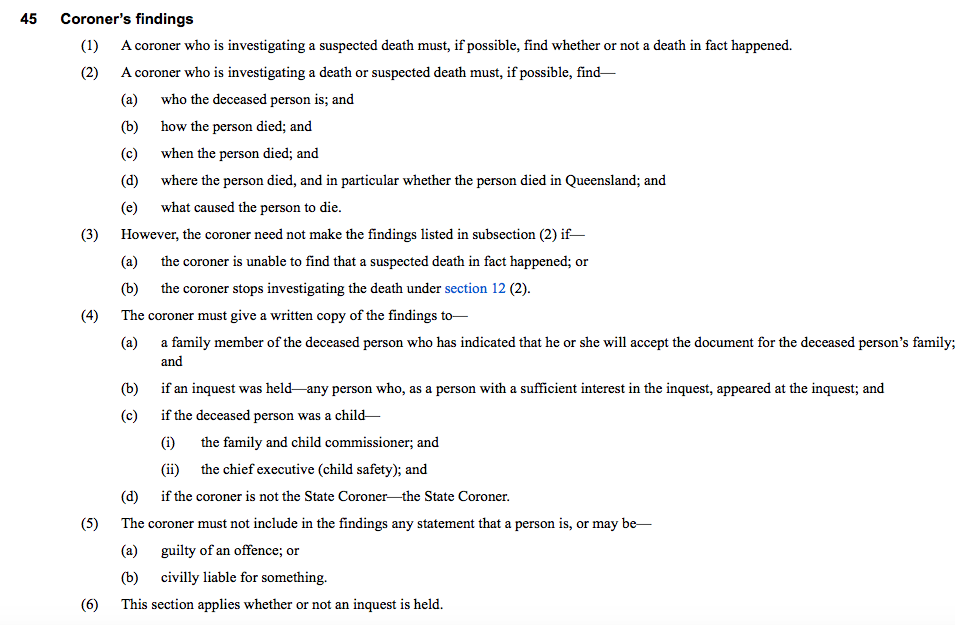 45 Coroner's findings
(1) A coroner who is investigating a suspected death must, if possible, find whether or not a death in fact happened.
(2) A coroner who is investigating a death or suspected death must, if possible, find—
(a) who the deceased person is; and
(b) how the person died; and
(c) when the person died; and
(d) where the person died, and in particular whether the person died in Queensland; and
(e) what caused the person to die.
(3) However, the coroner need not make the findings listed in subsection (2) if—
(a) the coroner is unable to find that a suspected death in fact happened; or
(b) the coroner stops investigating the death under section 12 (2).
(4) The coroner must give a written copy of the findings to—
(a) a family member of the deceased person who has indicated that he or she will accept the document for the deceased person's family;
and
(b) if an inquest was held—any person who, as a person with a sufficient interest in the inquest, appeared at the inquest; and
(c) if the deceased person was a child—
(i) the family and child commissioner; and
(ii) the chief executive (child safety); and
(d) if the coroner is not the State Coroner—the State Coroner.
(5) The coroner must not include in the findings any statement that a person is, or may be—
(a) guilty of an offence; or
(b) civilly liable for something.
(6) This section applies whether or not an inquest is held.